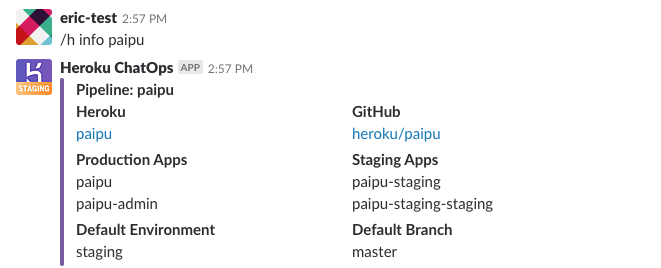 eric-test 2:57 PM
/h info paipu
Heroku ChatOps APP 2:57 PM
STAGING
Pipeline: paipu
Heroku GitHub
paipu heroku/paipu
Production Apps Staging Apps
paipu paipu-staging
paipu-admin paipu-staging-staging
Default Environment Default Branch
staging master